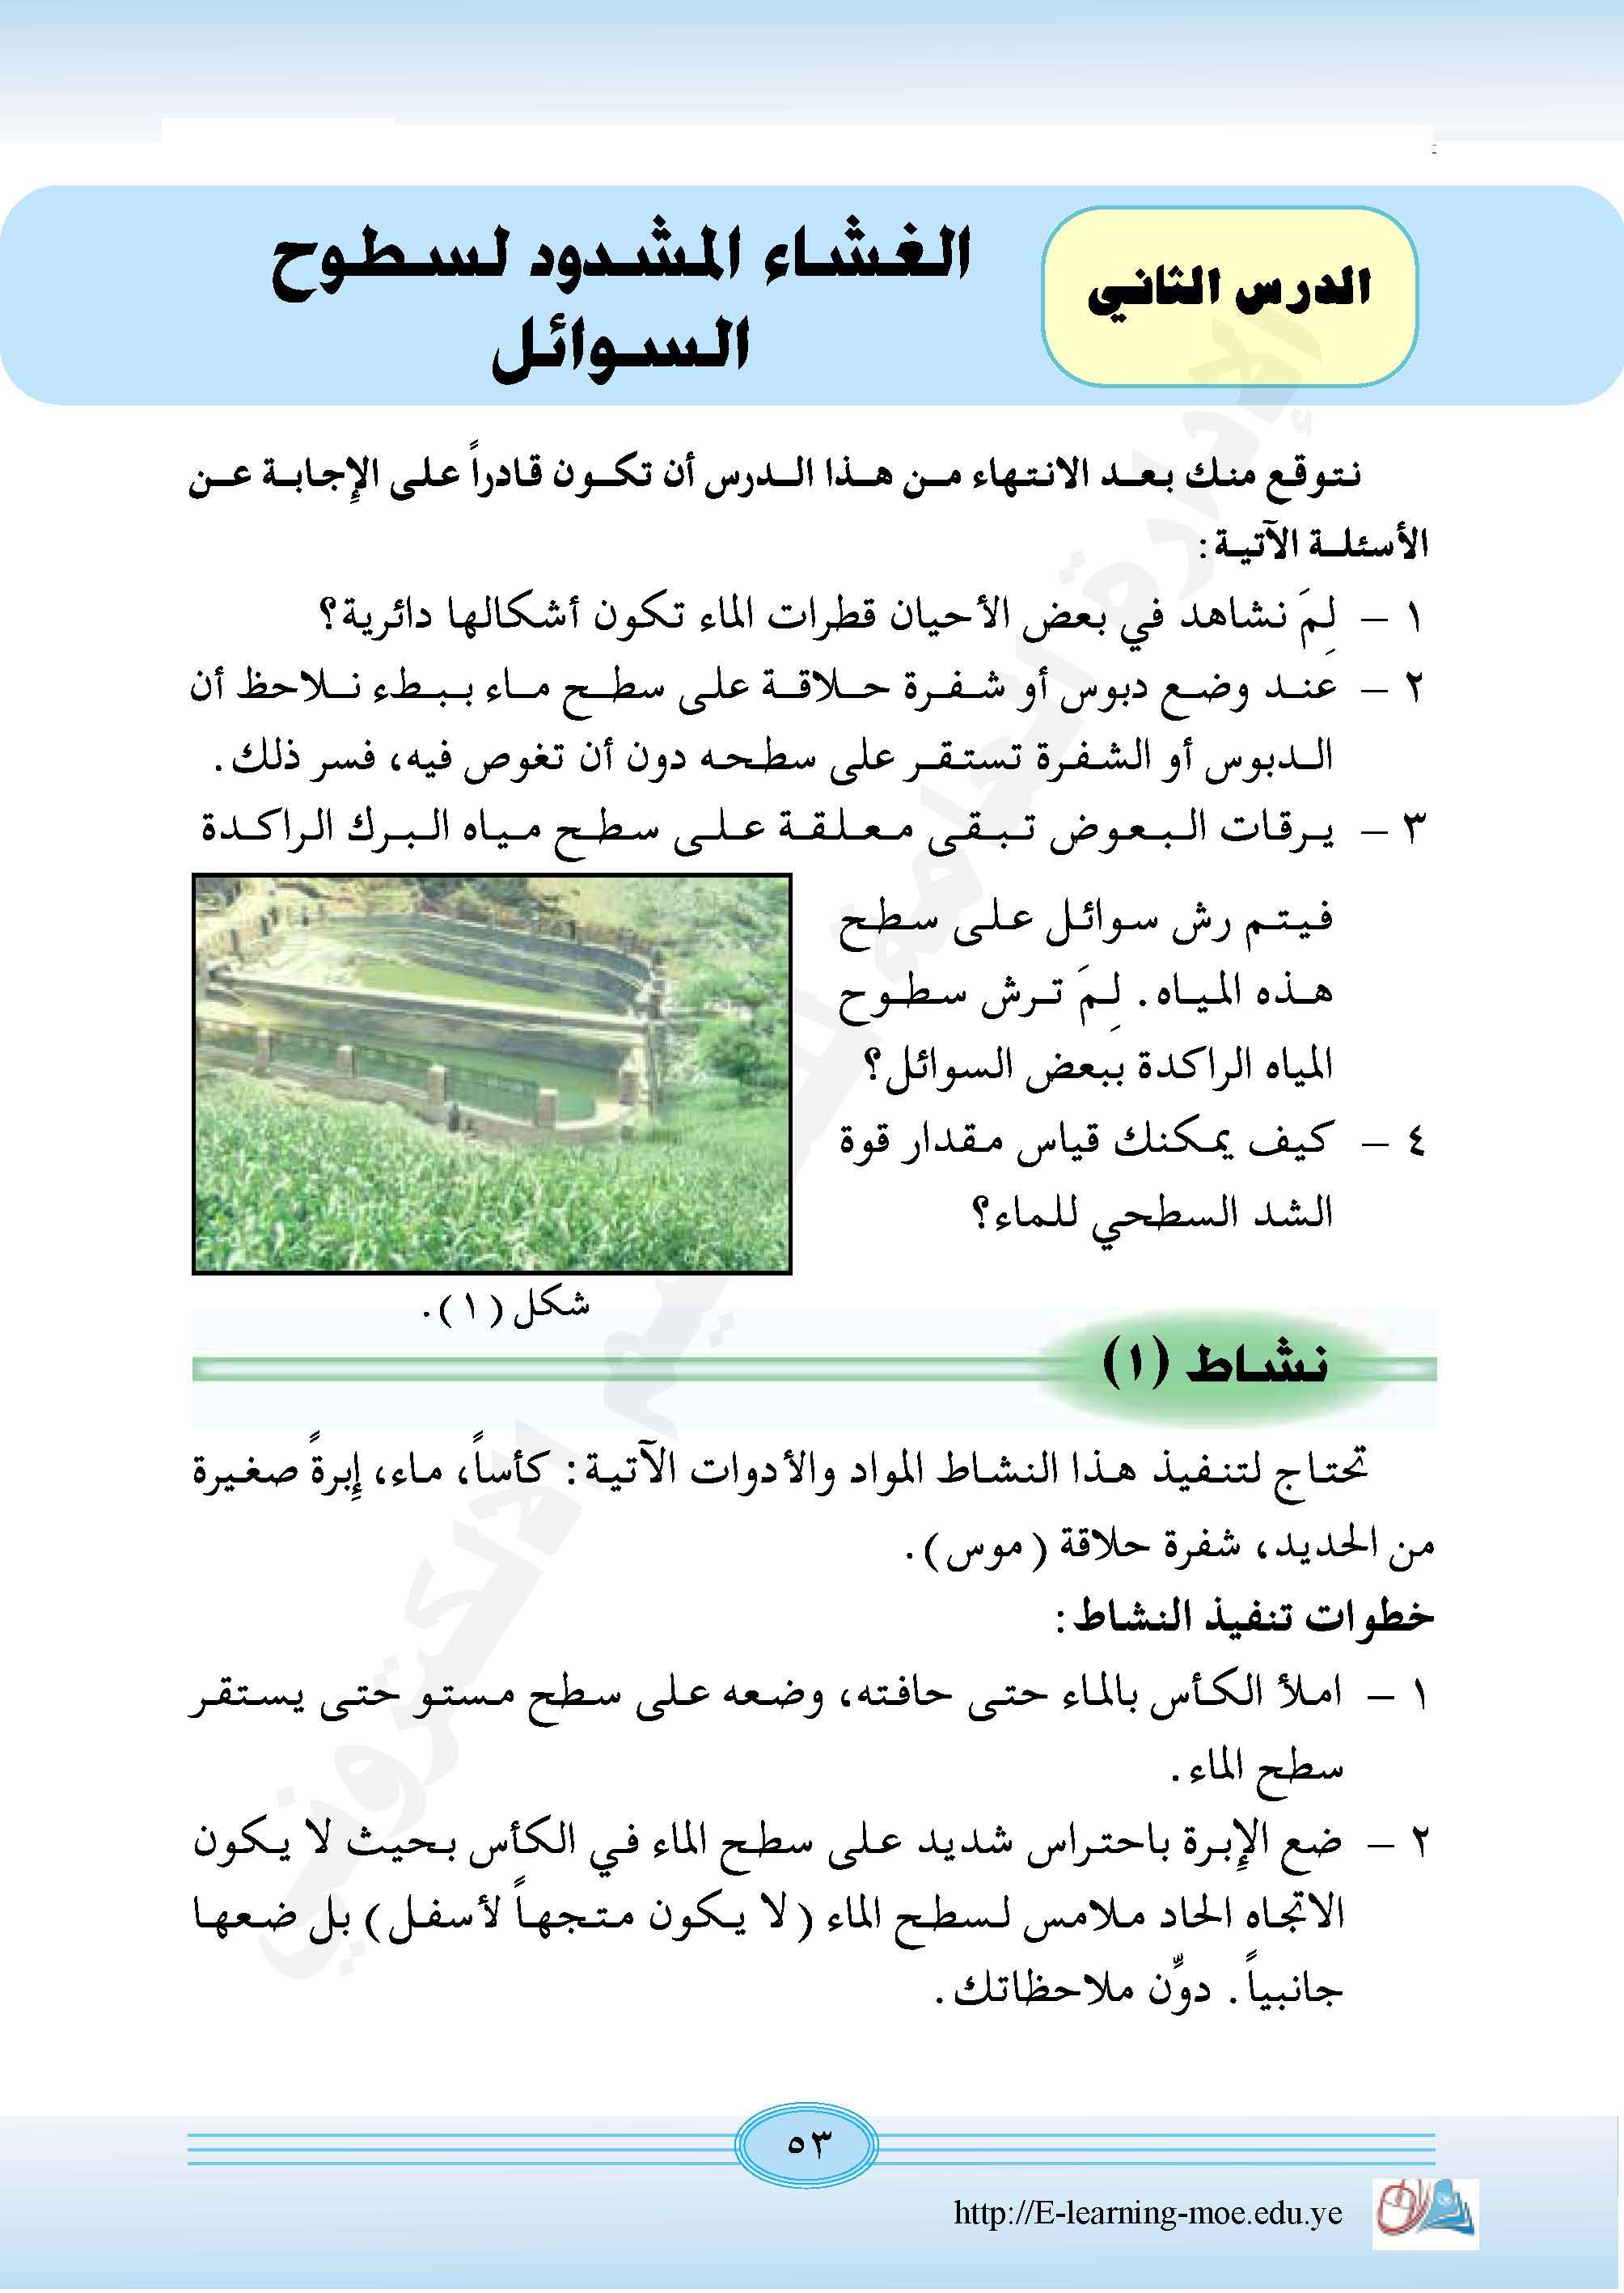 الدرس الثاني
الغشاء المشدود لسطوح
السوائل
نتوقع منك بعد الانتهاء من هذا الدرس أن تكون قادراً على الإجابة عن
الأسئلة الآتية:
١ – لِمَ نشاهد في بعض الأحيان قطرات الماء تكون أشكالها دائرية؟
٢ – عند وضع دبوس أو شفرة حلاقة على سطح ماء ببطء نلاحظ أن
الدبوس أو الشفرة تستقر على سطحه دون أن تغوص فيه، فسر ذلك.
٣ – يرقات البعوض تبقى معلقة على سطح مياه البرك الراكدة
فيتم رش سوائل على سطح
هذه المياه. لِمَ ترش سطوح
المياه الراكدة ببعض السوائل؟
٤ – كيف يمكنك قياس مقدار قوة
الشد السطحي للماء؟
شكل (١).
نشاط (١)
تحتاج لتنفيذ هذا النشاط المواد والأدوات الآتية: كأساً، ماء، إبرةً صغيرة
من الحديد، شفرة حلاقة (موس).
خطوات تنفيذ النشاط:
١ – املأ الكأس بالماء حتى حافته، وضعه على سطح مستو حتى يستقر
سطح الماء.
٢ – ضع الإبرة باحتراس شديد على سطح الماء في الكأس بحيث لا يكون
الاتجاه الحاد ملامس لسطح الماء (لا يكون متجهاً لأسفل) بل ضعها
جانبياً. دوِّن ملاحظاتك.
٥٣
http://E-learning-moe.edu.ye